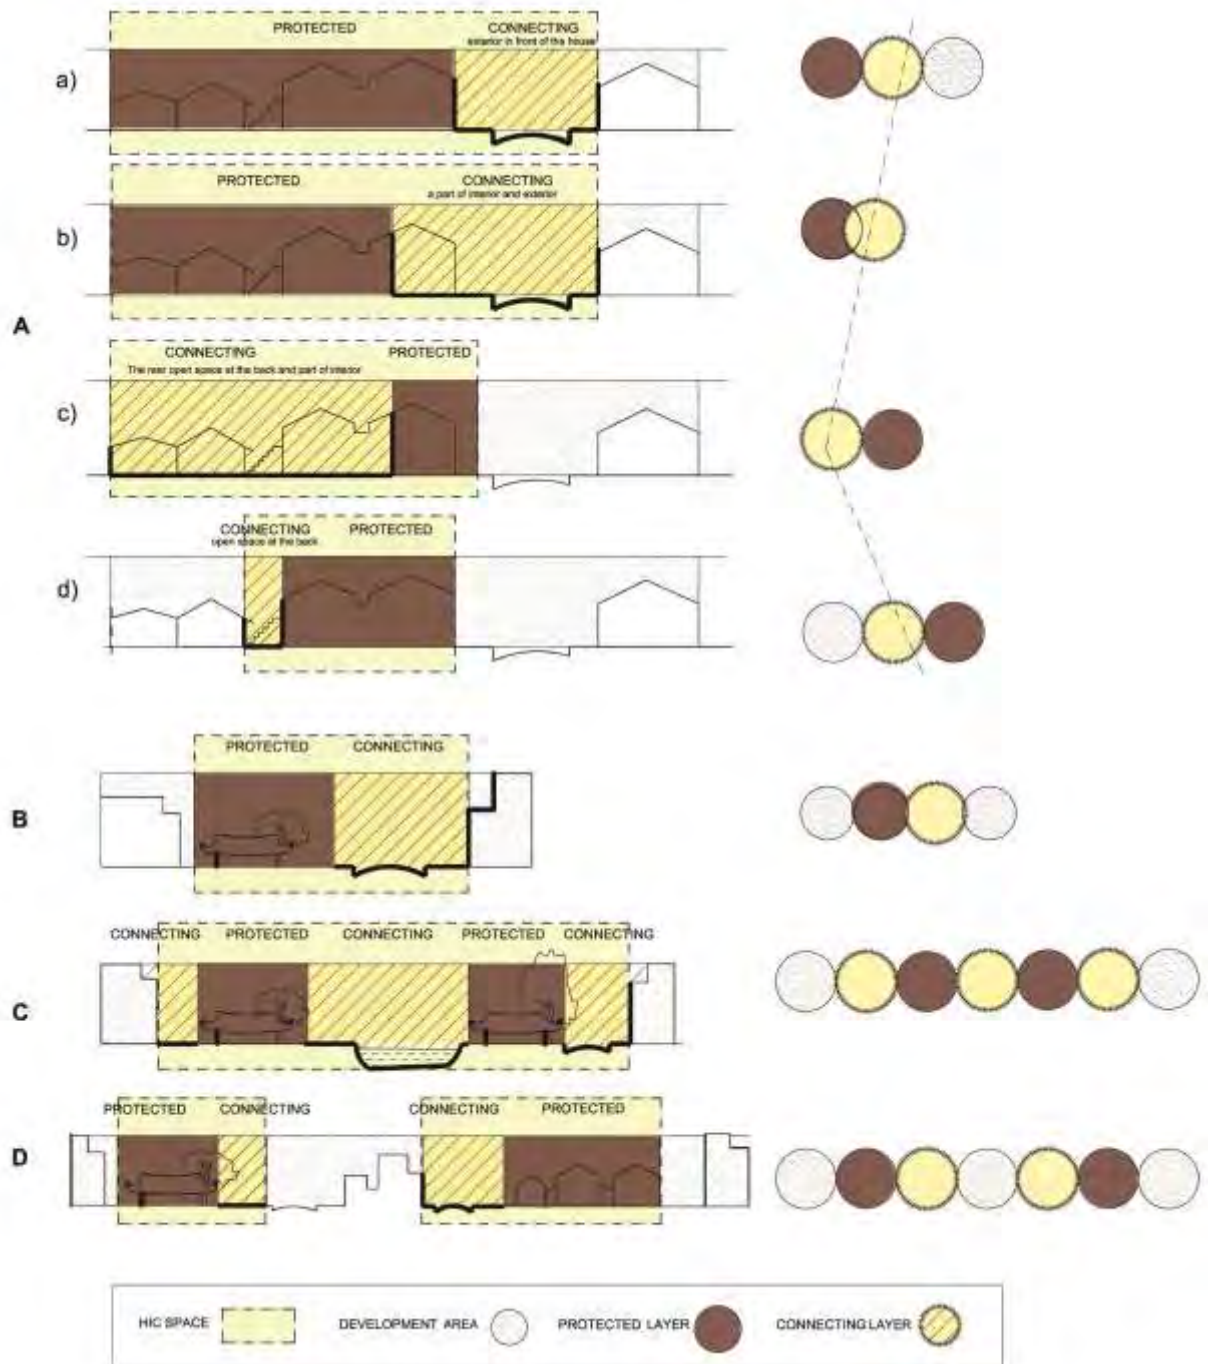 PROTECTED CONNECTING
exterior in front of the house
a)
PROTECTED CONNECTING
a part of interior and exterior
b)
A
CONNECTING PROTECTED
The rear open space at the back and part of interior
c)
CONNECTING PROTECTED
open space at the back
d)
PROTECTED CONNECTING
B
CONNECTING PROTECTED CONNECTING PROTECTED CONNECTING
C
PROTECTED CONNECTING CONNECTING PROTECTED
D
HIC SPACE DEVELOPMENT AREA PROTECTED LAYER CONNECTING LAYER